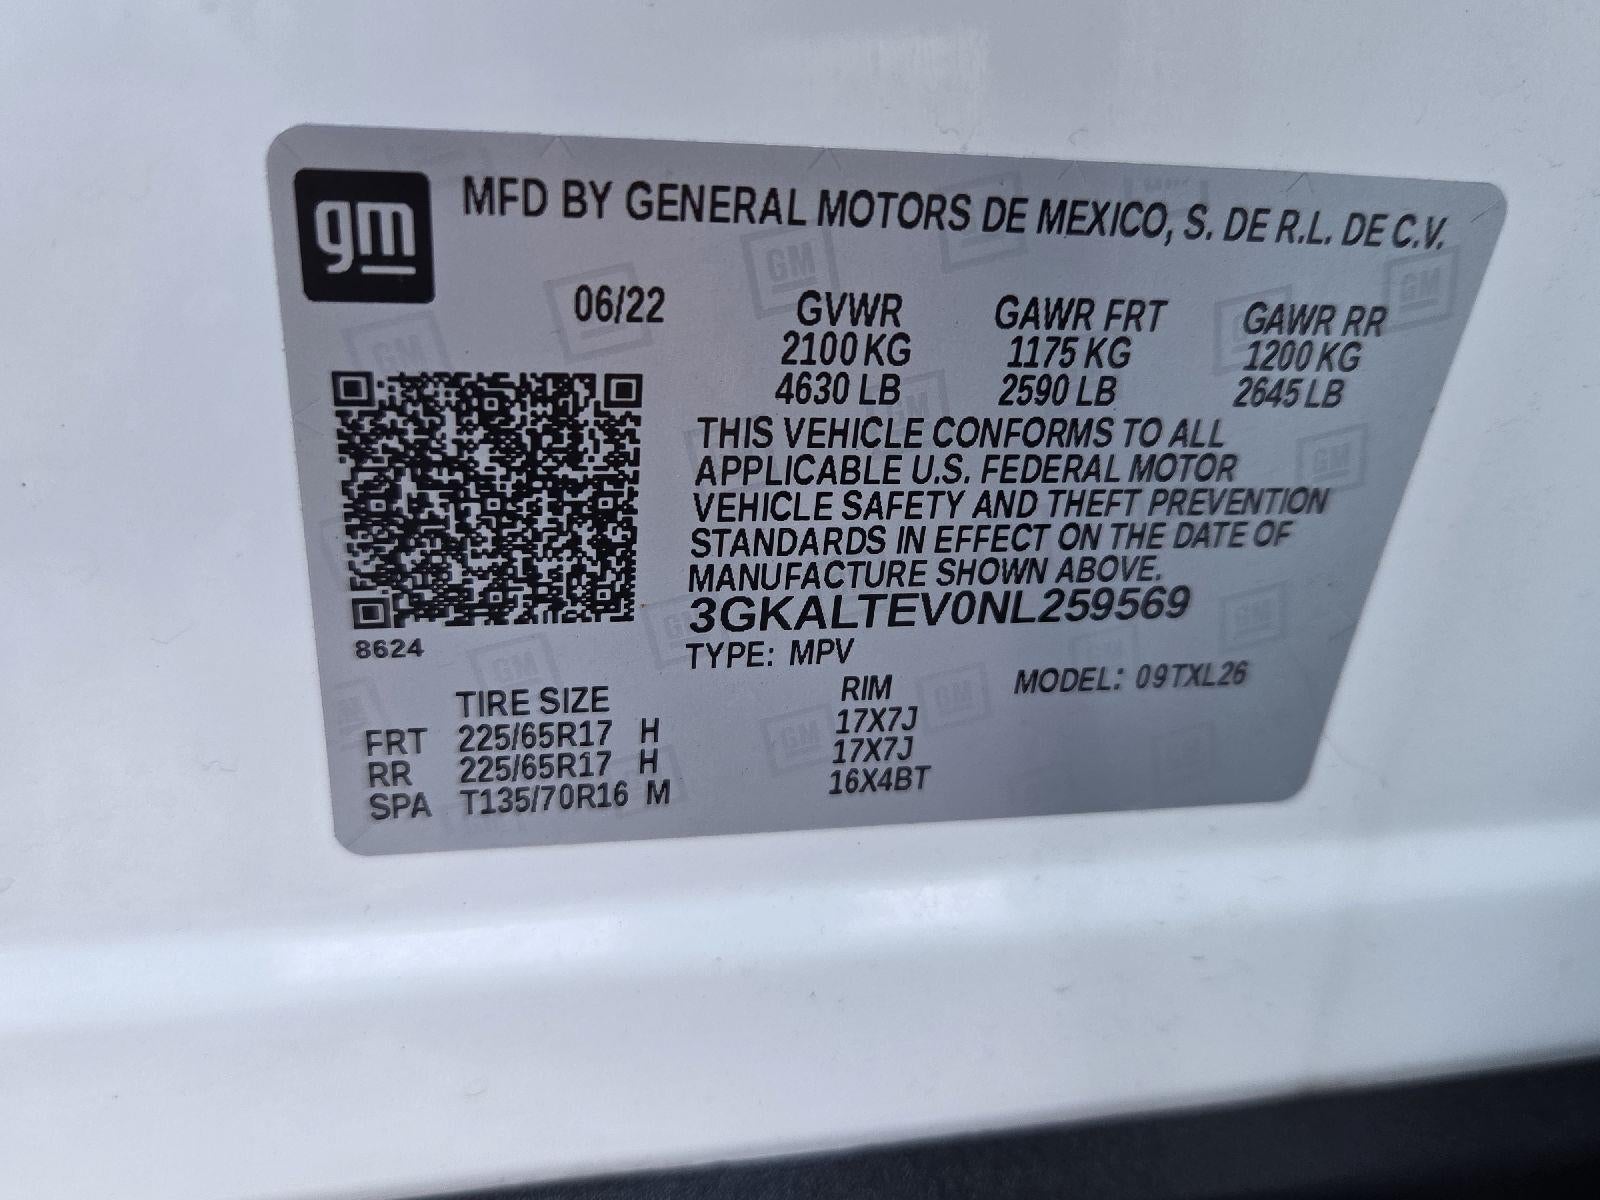 gm
MFD BY GENERAL MOTORS DE MEXICO, S. DE R.L. DE C.V.
06/22 GVWR GAWR FRT GAWR RR
2100 KG 1175 KG 1200 KG
4630 LB 2590 LB 2645 LB
THIS VEHICLE CONFORMS TO ALL
APPLICABLE U.S. FEDERAL MOTOR
VEHICLE SAFETY AND THEFT PREVENTION
STANDARDS IN EFFECT ON THE DATE OF
MANUFACTURE SHOWN ABOVE.
3GKALTEV0NL259569
8624
TYPE: MPV MODEL: 09TXL26
TIRE SIZE RIM
FRT 225/65R17 H 17X7J
RR 225/65R17 H 17X7J
SPA T135/70R16 M 16X4BT